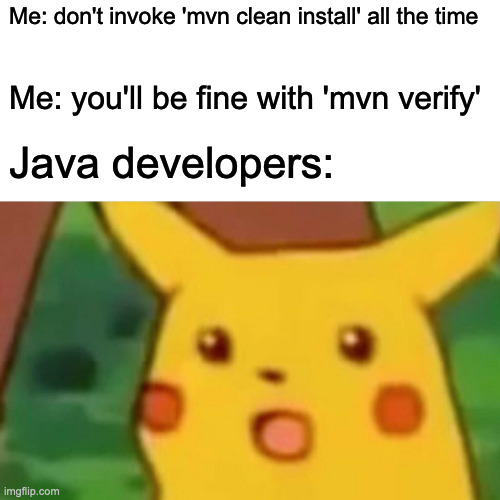 Me: don't invoke 'mvn clean install' all the time
Me: you'll be fine with 'mvn verify'
Java developers:
imgflip.com